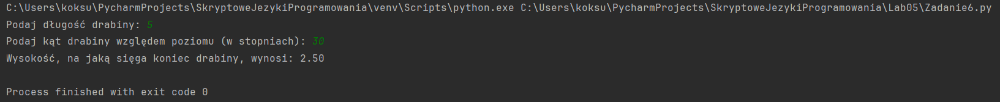 C:\Users\koksu\PycharmProjects\SkryptoweJezykiProgramowania\venv\Scripts\python.exe C:\Users\koksu\PycharmProjects\SkryptoweJezykiProgramowania\Lab05\Zadanie6.py
Podaj długość drabiny: 5
Podaj kąt drabiny względem poziomu (w stopniach): 30
Wysokość, na jaką sięga koniec drabiny, wynosi: 2.50
Process finished with exit code 0